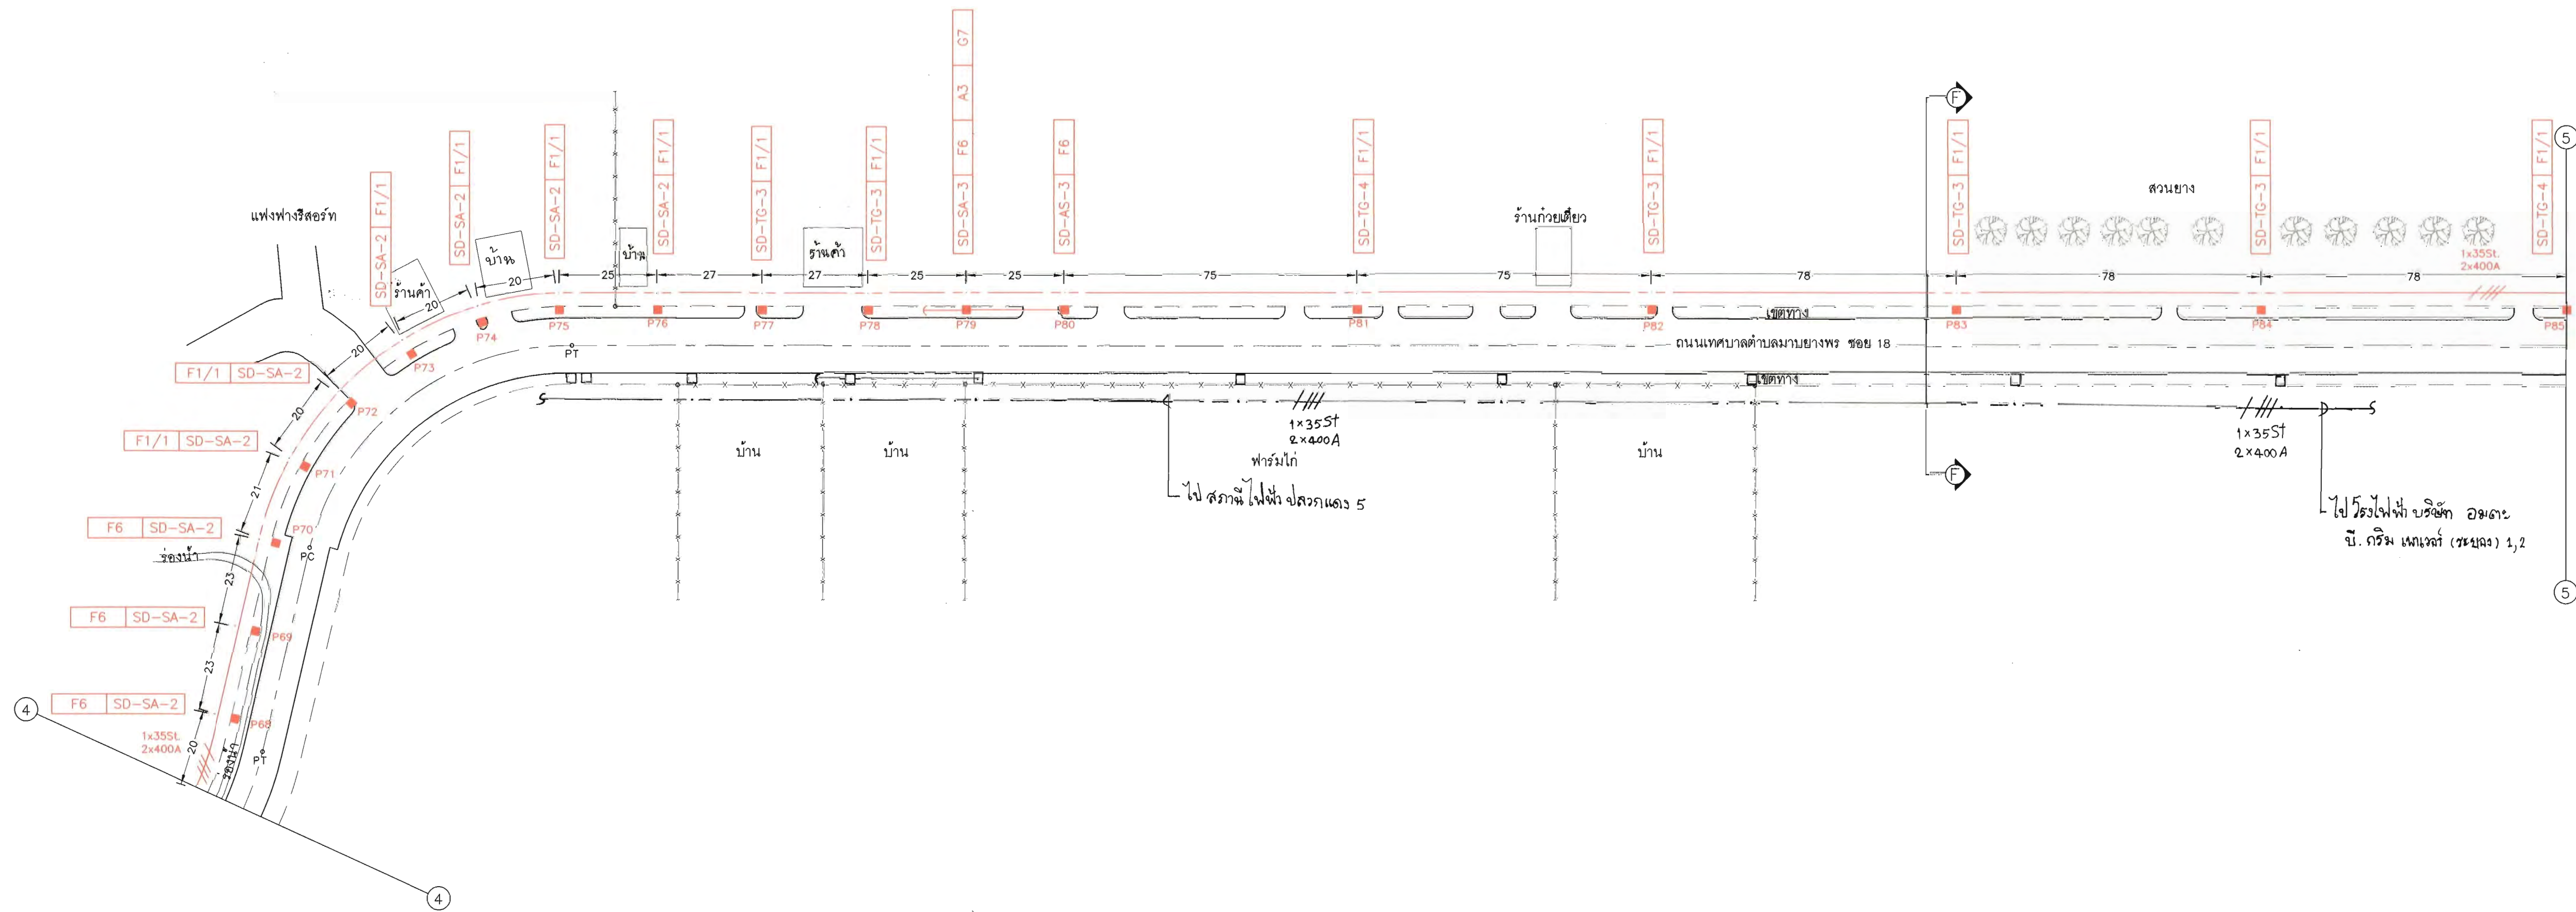 SD-SA-2 F1/1
SD-SA-2 F1/1
SD-SA-2 F1/1
SD-SA-2 F1/1
SD-TG-3 F1/1
SD-TG-3 F1/1
SD-SA-3 F6 A3 G7
SD-AS-3 F6
SD-TG-4 F1/1
SD-TG-3 F1/1
SD-TG-3 F1/1
SD-TG-3 F1/1
SD-TG-4 F1/1
F
5
แฟงฟางรีสอร์ท
ร้านค้า
บ้าน
บ้าน
ร้านค้า
ร้านก๋วยเตี๋ยว
สวนยาง
1x35St.
2x400A
20
20
20
25
27
27
25
25
75
75
78
78
78
P73
P74
P75
P76
P77
P78
P79
P80
P81
P82
P83
P84
P85
PT
เขตทาง
ถนนเทศบาลตำบลมาบยางพร ซอย 18
เขตทาง
F1/1 SD-SA-2
20
P72
F1/1 SD-SA-2
21
P71
F6 SD-SA-2
P70
PC
ร่องน้ำ
23
F6 SD-SA-2
P69
23
F6 SD-SA-2
P68
1x35St.
2x400A
20
ร่องน้ำ
PT
4
4
บ้าน
บ้าน
1x35St
2x400A
ฟาร์มไก่
ไป สถานีไฟฟ้า ปลวกแดง 5
บ้าน
F
1x35St
2x400A
ไป โรงไฟฟ้า บริษัท อมตะ
บี. กริม เพาเวอร์ (ระยอง) 1,2
5